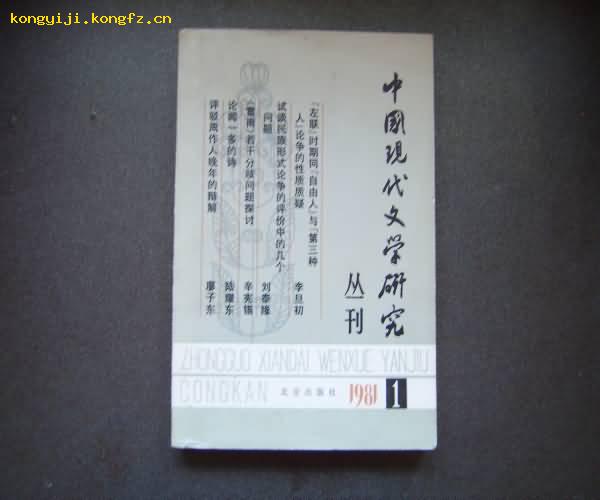 kongyiji.kongfz.cn
中國現代文学研究
丛刊
「左联」时期同「自由人」与「第三种
人」论争的性质质疑
李旦初
试谈民族形式论争的评价中的几个
问题
刘泰隆
《雷雨》若干分歧问题探讨
辛宪锡
论闻一多的诗
陆耀东
评驳周作人晚年的辩解
廖子东
ZHONGGUO XIANDAI WENXUE YANJIU
CONGKAN
北京出版社
1981
1